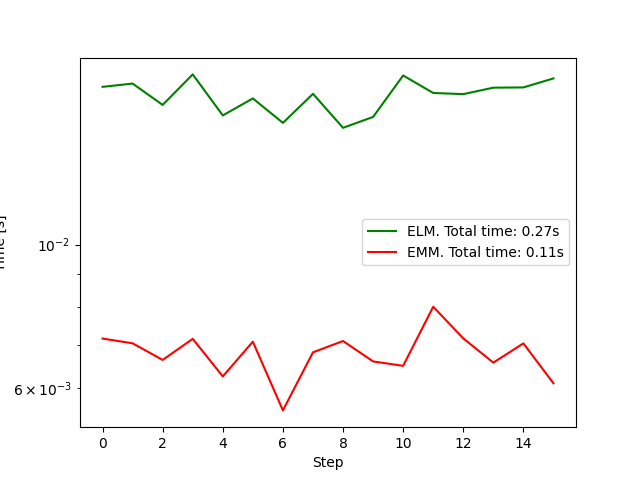 Time [s]
10⁻²
6 × 10⁻³
ELM. Total time: 0.27s
EMM. Total time: 0.11s
0 2 4 6 8 10 12 14
Step